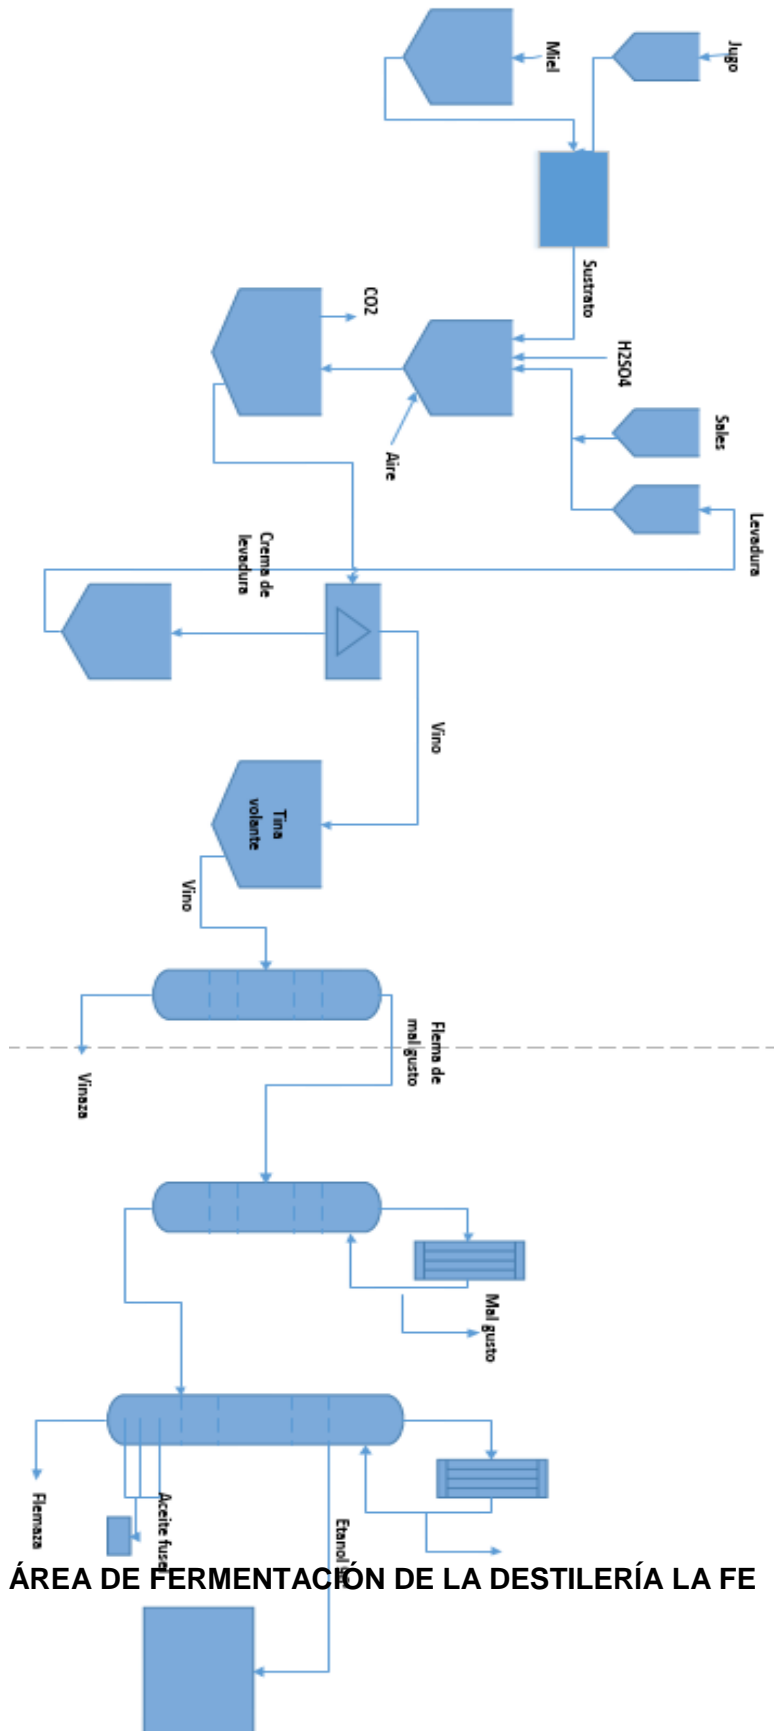 Jugo
Miel
Sustrato
H2SO4
Sales
Levadura
CO2
Aire
Crema de
levadura
Vino
Tina
volante
Vino
Flema de
mal gusto
Vinaza
Mal gusto
Flemaza
Aceite fusel
Etanol
ÁREA DE FERMENTACIÓN DE LA DESTILERÍA LA FE